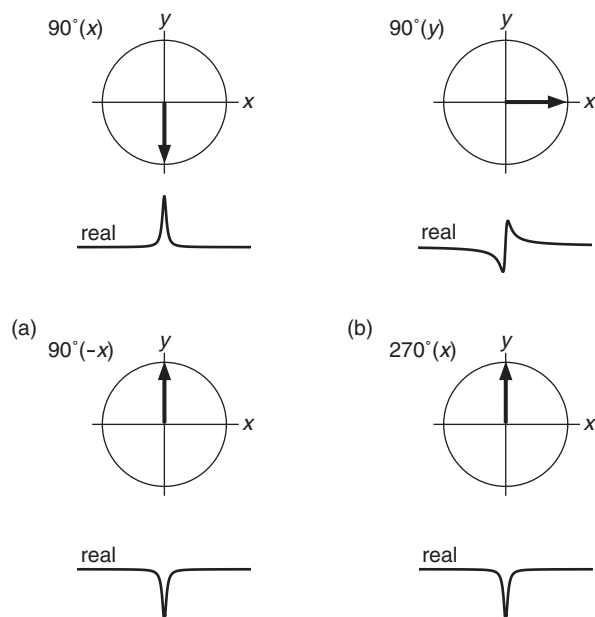 90°(x)
y
x
real
90°(y)
y
x
real
(a)
90°(–x)
y
x
real
(b)
270°(x)
y
x
real